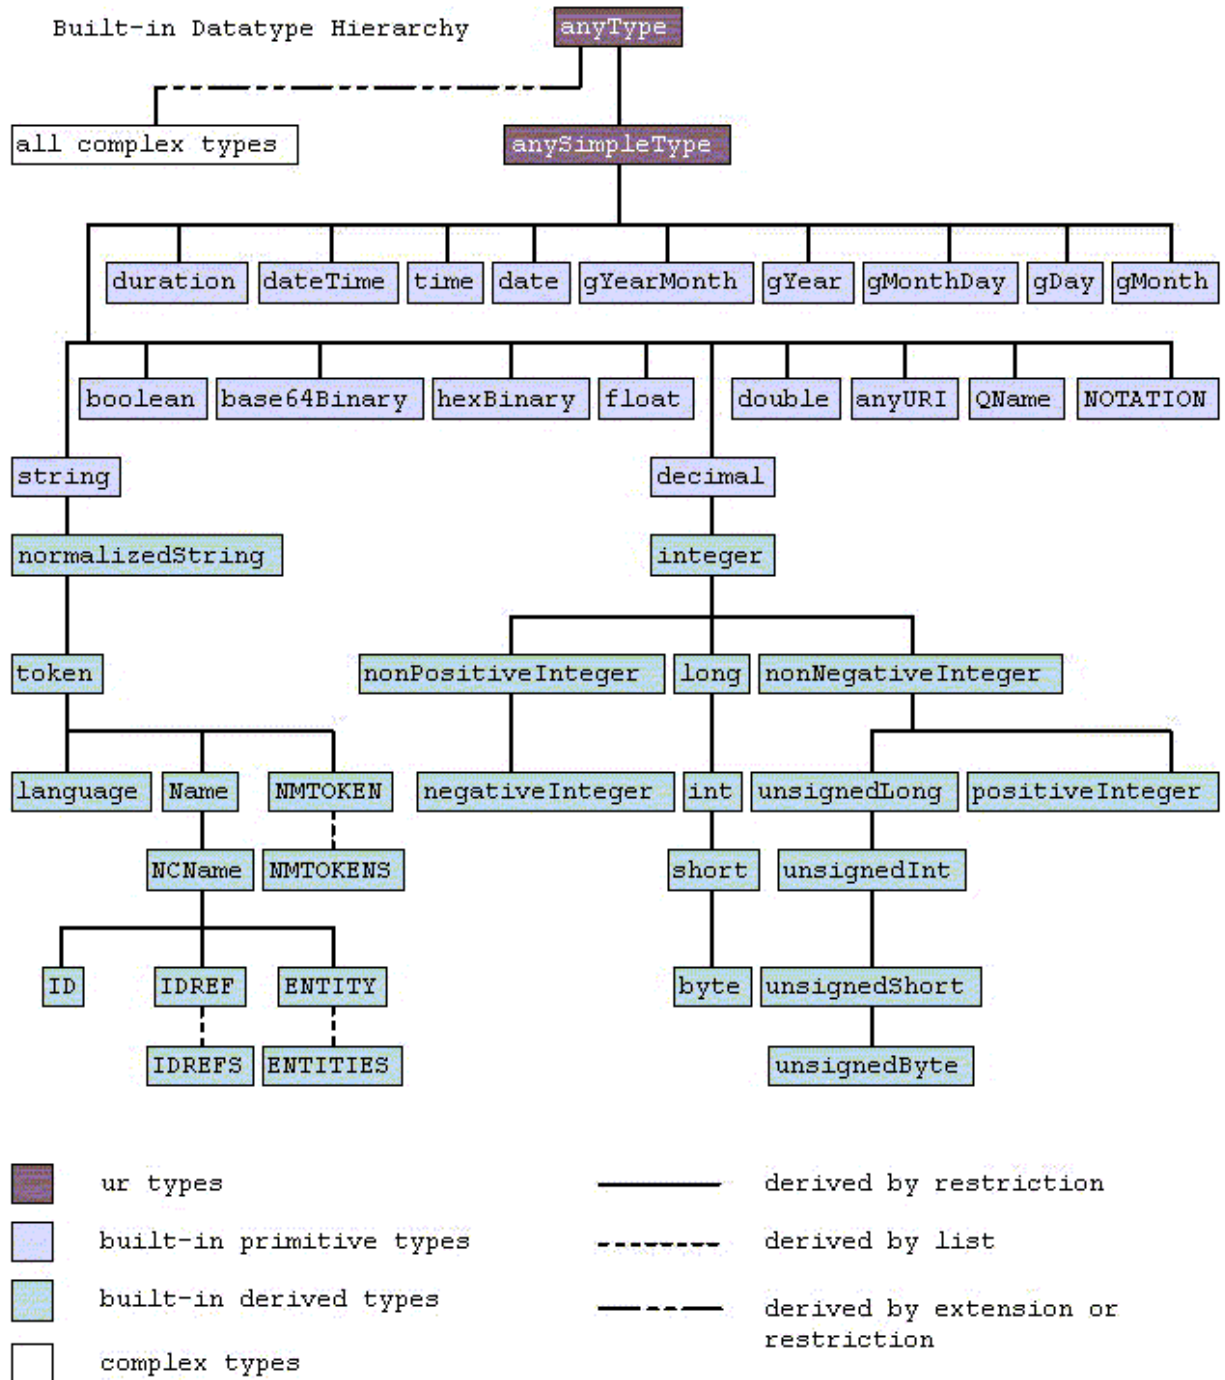 Built-in Datatype Hierarchy
anyType
all complex types
anySimpleType
duration dateTime time date gYearMonth gYear gMonthDay gDay gMonth
boolean base64Binary hexBinary float double anyURI QName NOTATION
string decimal
normalizedString integer
token nonPositiveInteger long nonNegativeInteger
language Name NMTOKEN negativeInteger int unsignedLong positiveInteger
NCName NMTOKENS short unsignedInt
ID IDREF ENTITY byte unsignedShort
IDREFS ENTITIES unsignedByte
ur types
derived by restriction
built-in primitive types
derived by list
built-in derived types
derived by extension or
restriction
complex types